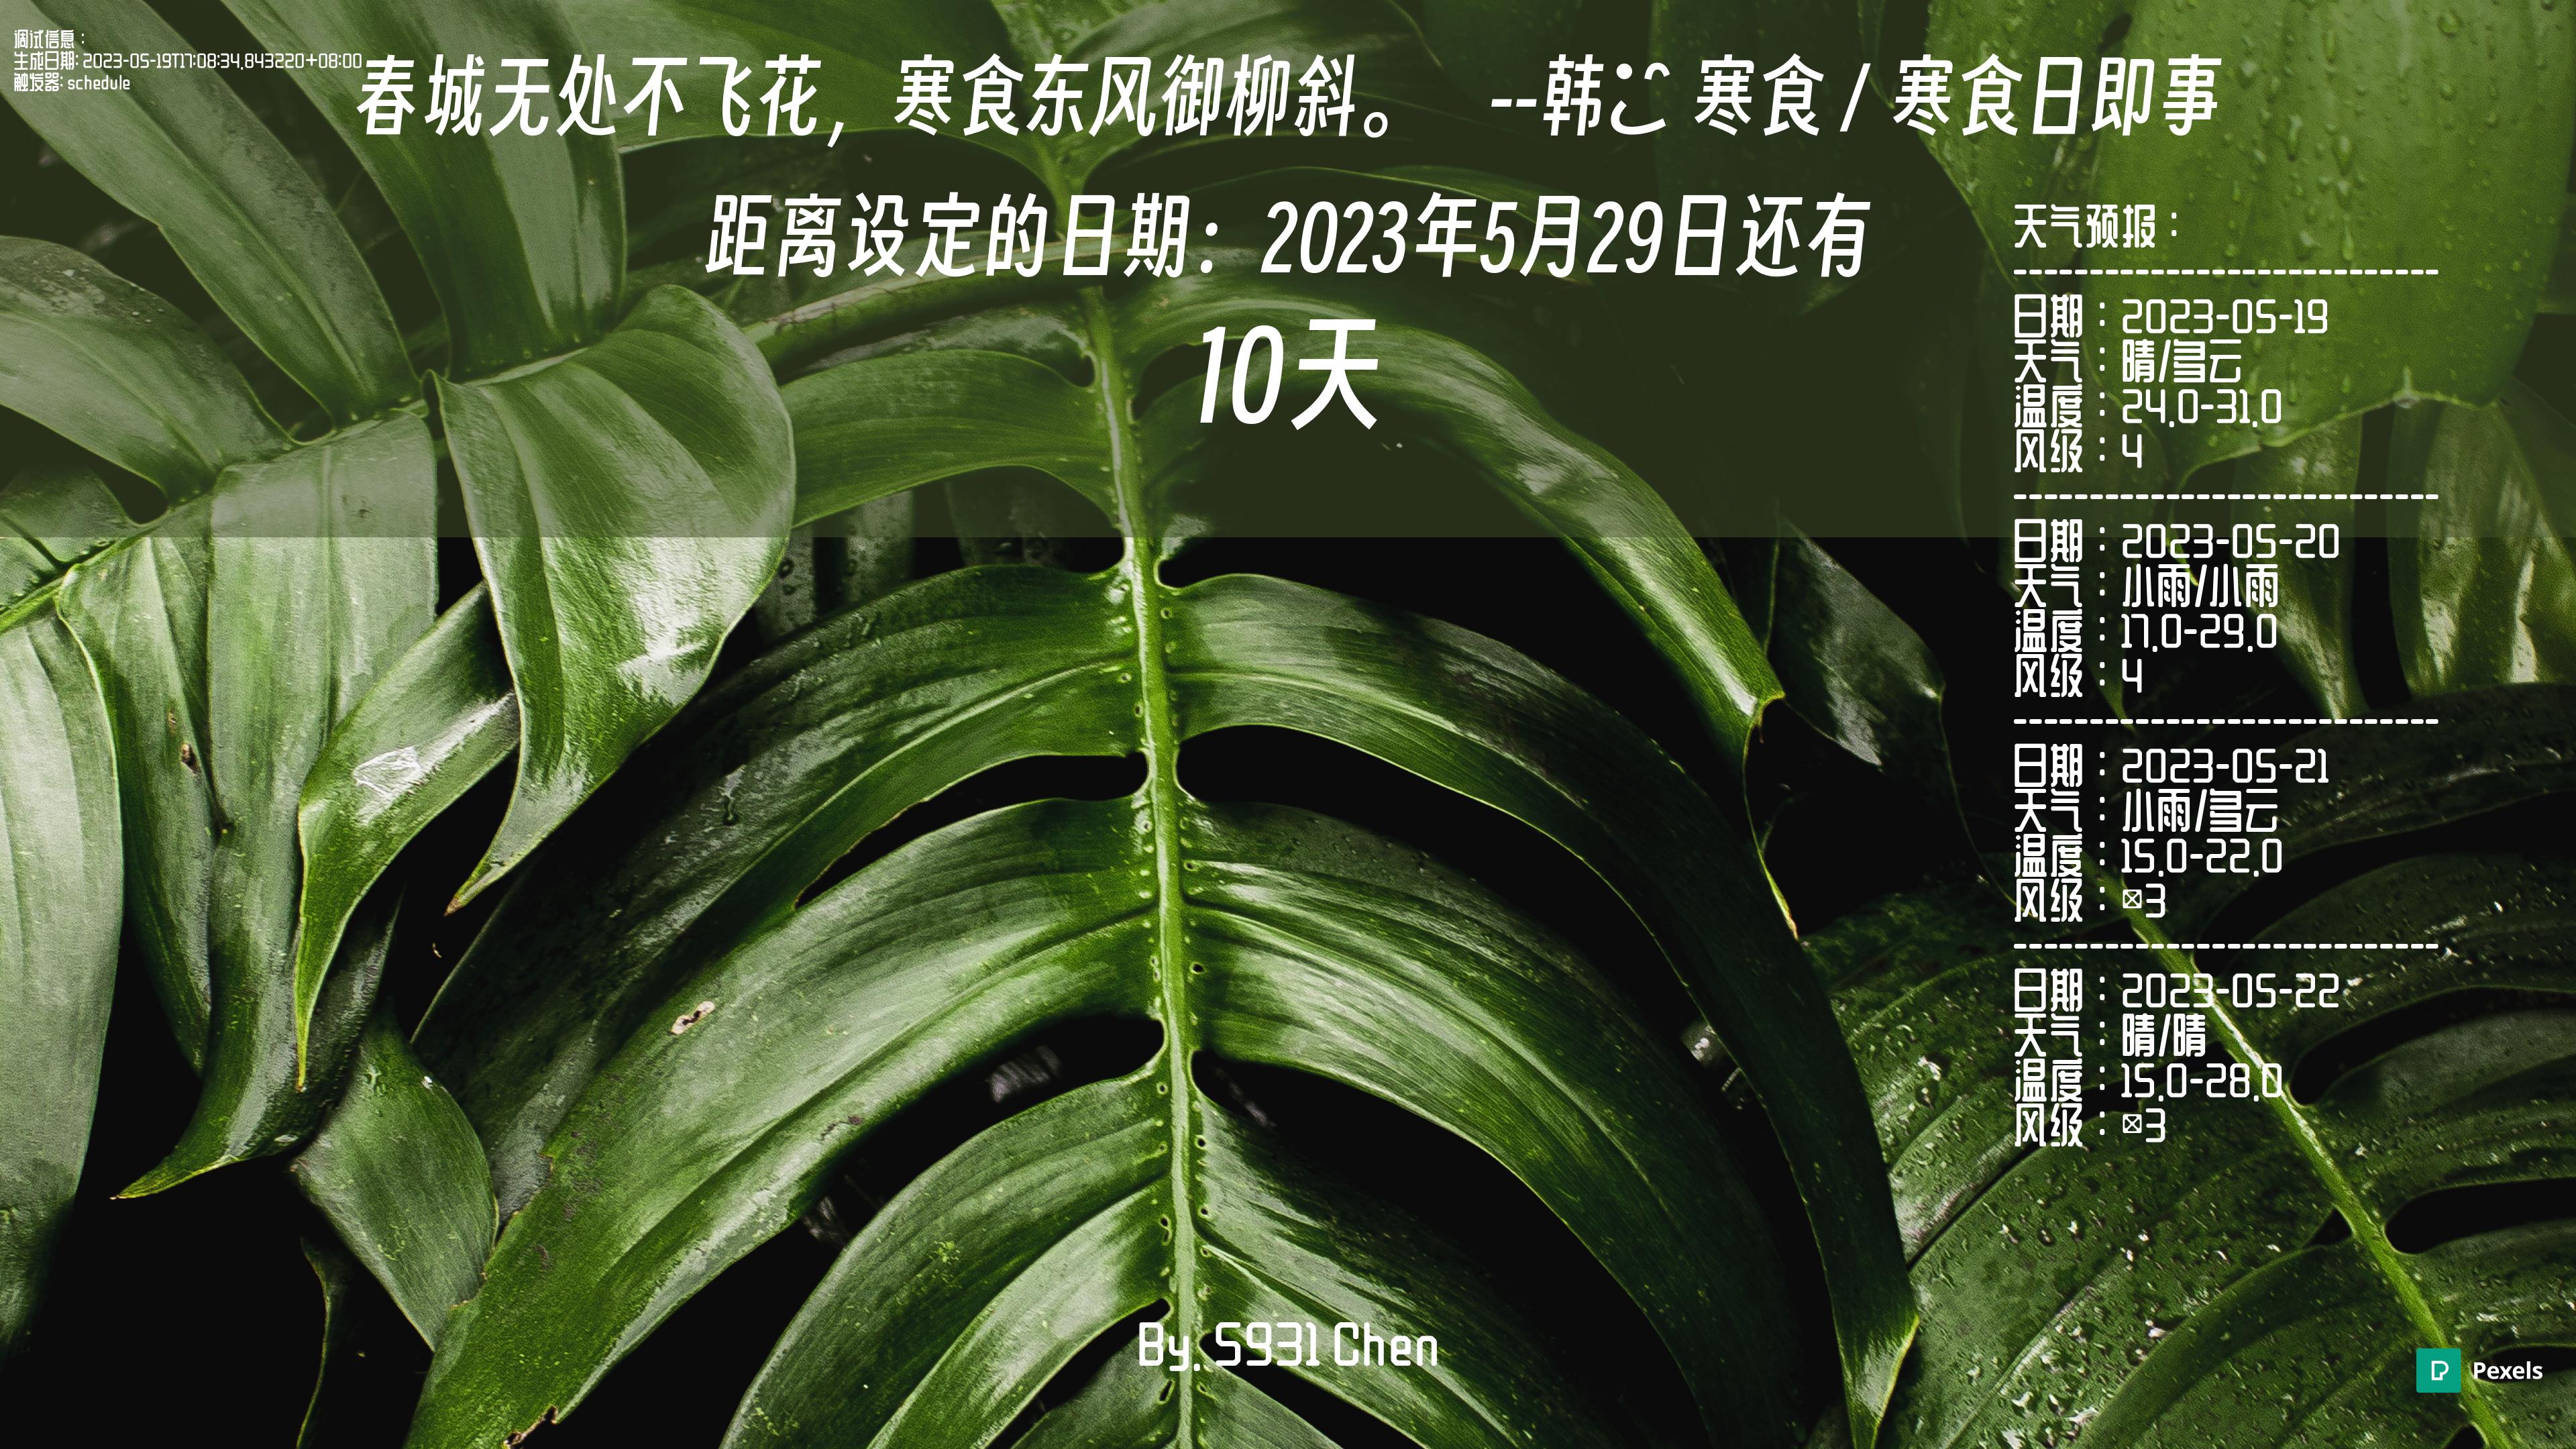 调试信息：
生成日期: 2023-05-19T17:08:34.843220+08:00
触发器: schedule
春城无处不飞花，寒食东风御柳斜。 --韩 寒食 / 寒食日即事
距离设定的日期：2023年5月29日还有
10天
天气预报：
----------------------------
日期：2023-05-19
天气：晴/多云
温度：24.0-31.0
风级：4
----------------------------
日期：2023-05-20
天气：小雨/小雨
温度：17.0-29.0
风级：4
----------------------------
日期：2023-05-21
天气：小雨/多云
温度：15.0-22.0
风级：3
----------------------------
日期：2023-05-22
天气：晴/晴
温度：15.0-28.0
风级：3
By. 5931 Chen
Pexels